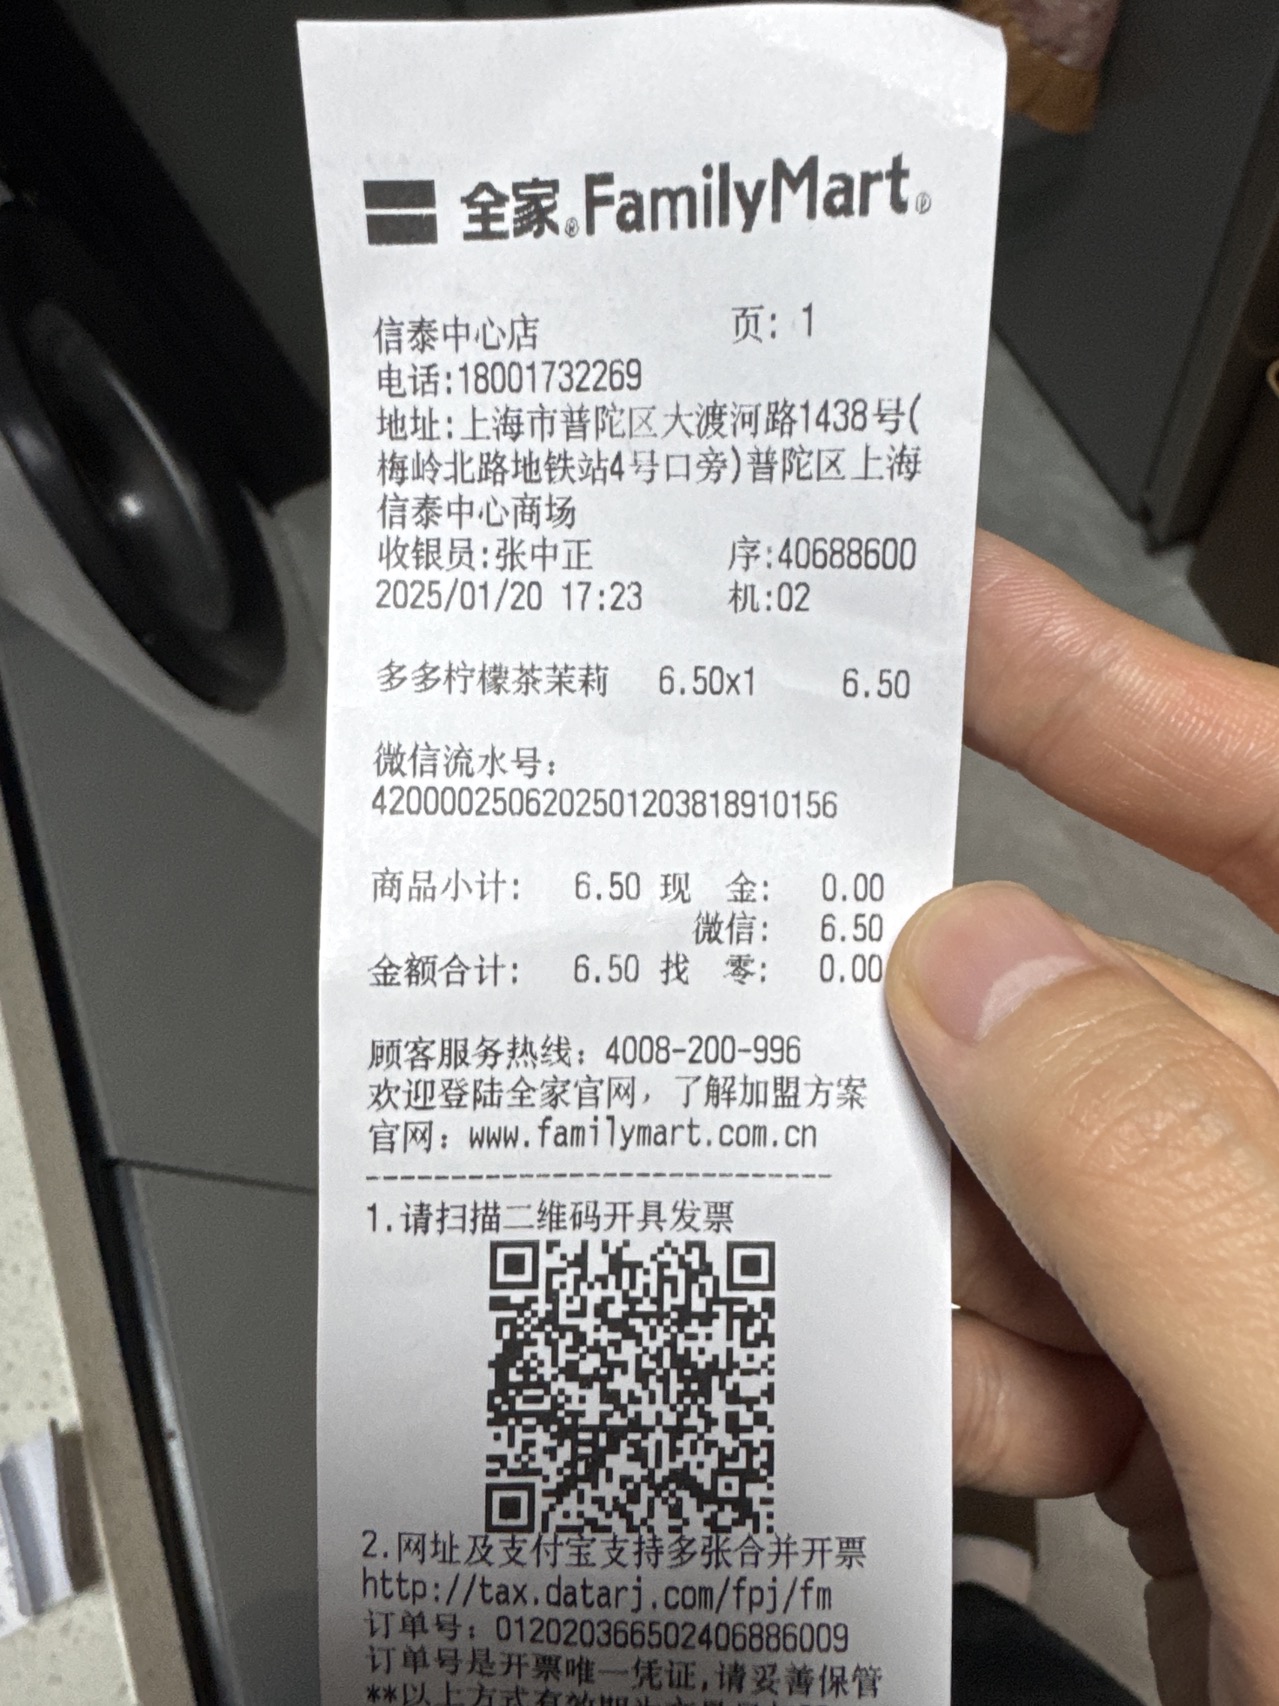 全家®FamilyMart®
信泰中心店 页: 1
电话:18001732269
地址:上海市普陀区大渡河路1438号(
梅岭北路地铁站4号口旁)普陀区上海
信泰中心商场
收银员:张中正 序:40688600
2025/01/20 17:23 机:02
多多柠檬茶茉莉 6.50x1 6.50
微信流水号:
4200002506202501203818910156
商品小计: 6.50 现 金: 0.00
微信: 6.50
金额合计: 6.50 找 零: 0.00
顾客服务热线: 4008-200-996
欢迎登陆全家官网, 了解加盟方案
官网: www.familymart.com.cn
1.请扫描二维码开具发票
2.网址及支付宝支持多张合并开票
http://tax.datarj.com/fpj/fm
订单号: 012020366502406886009
订单号是开票唯一凭证,请妥善保管
**以上方式有效期为